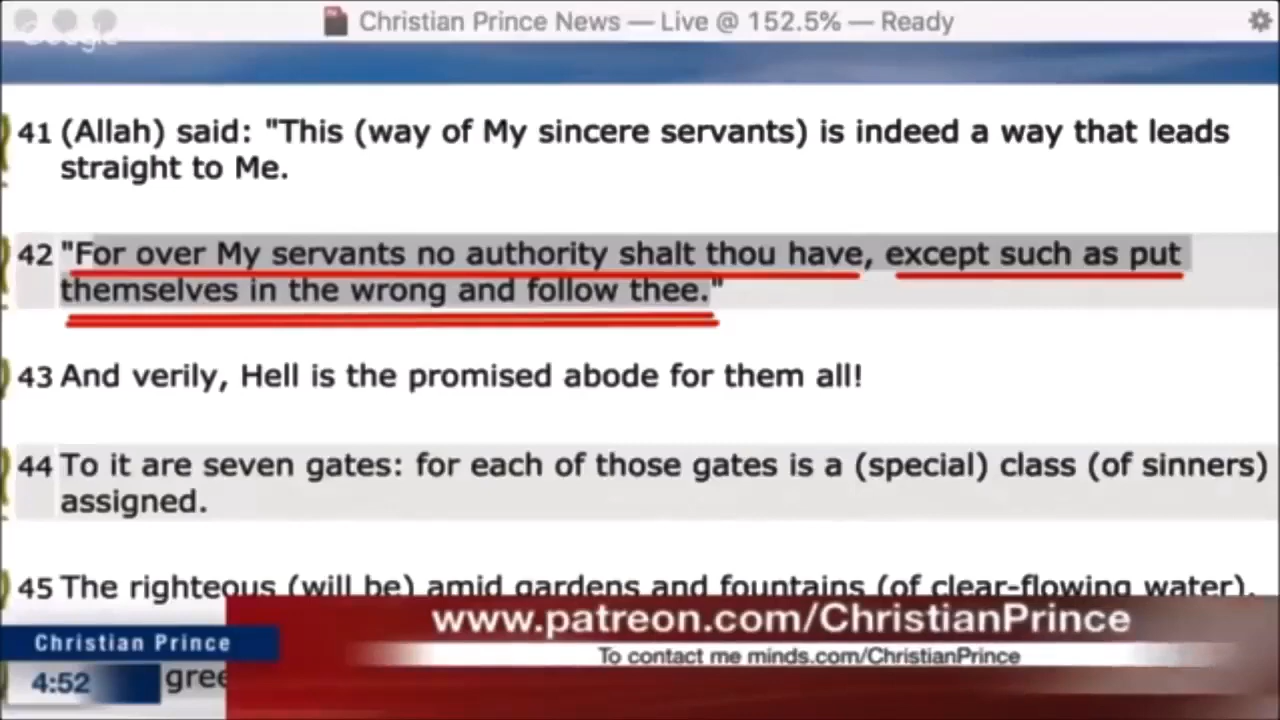 Christian Prince News — Live @ 152.5% — Ready
Google
41 (Allah) said: "This (way of My sincere servants) is indeed a way that leads
straight to Me.
42 "For over My servants no authority shalt thou have, except such as put
themselves in the wrong and follow thee."
43 And verily, Hell is the promised abode for them all!
44 To it are seven gates: for each of those gates is a (special) class (of sinners)
assigned.
45 The righteous (will be) amid gardens and fountains (of clear-flowing water).
www.patreon.com/ChristianPrince
Christian Prince
To contact me minds.com/ChristianPrince
4:52